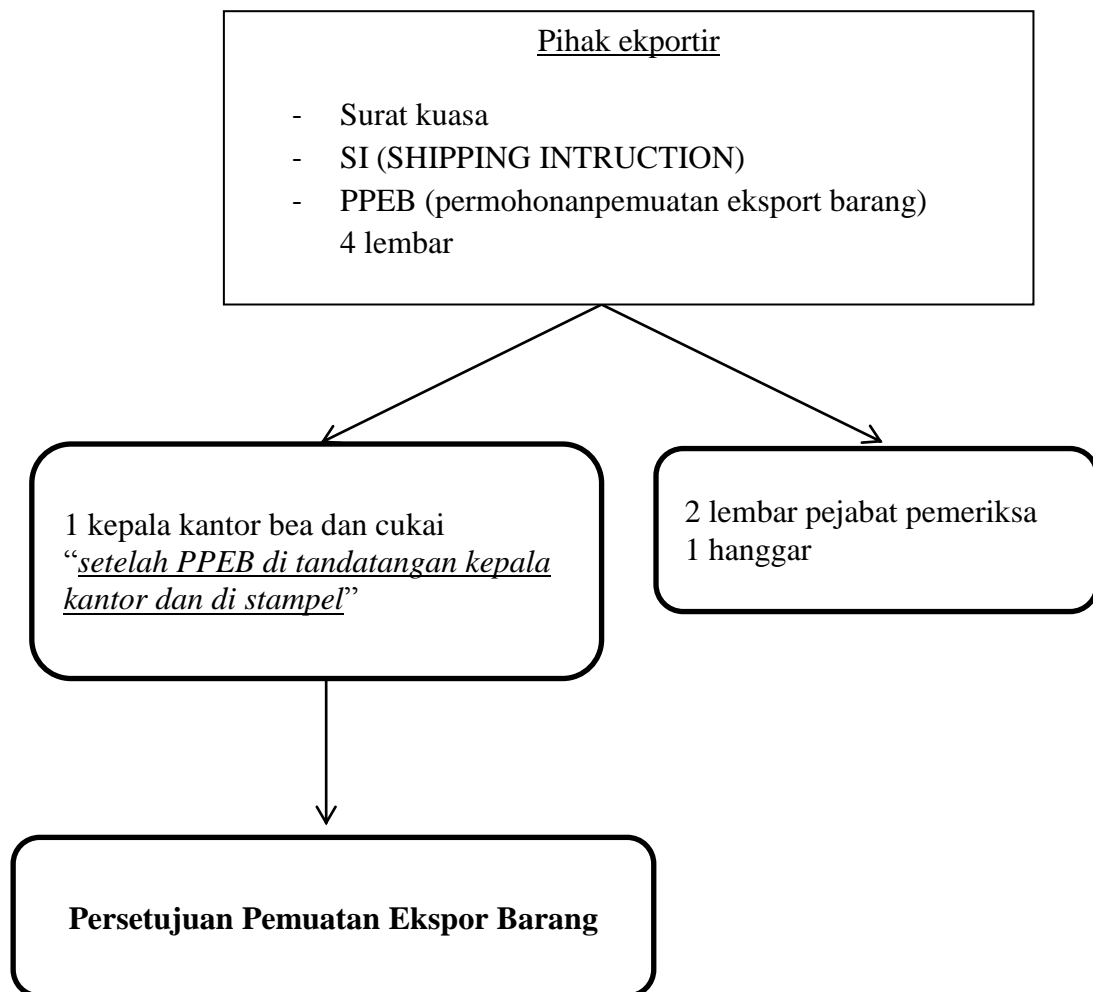 Pihak ekportir
- Surat kuasa
- SI (SHIPPING INTRUCTION)
- PPEB (permohonanpemuatan eksport barang)
4 lembar
1 kepala kantor bea dan cukai
“setelah PPEB di tandatangan kepala
kantor dan di stampel”
2 lembar pejabat pemeriksa
1 hanggar
Persetujuan Pemuatan Ekspor Barang